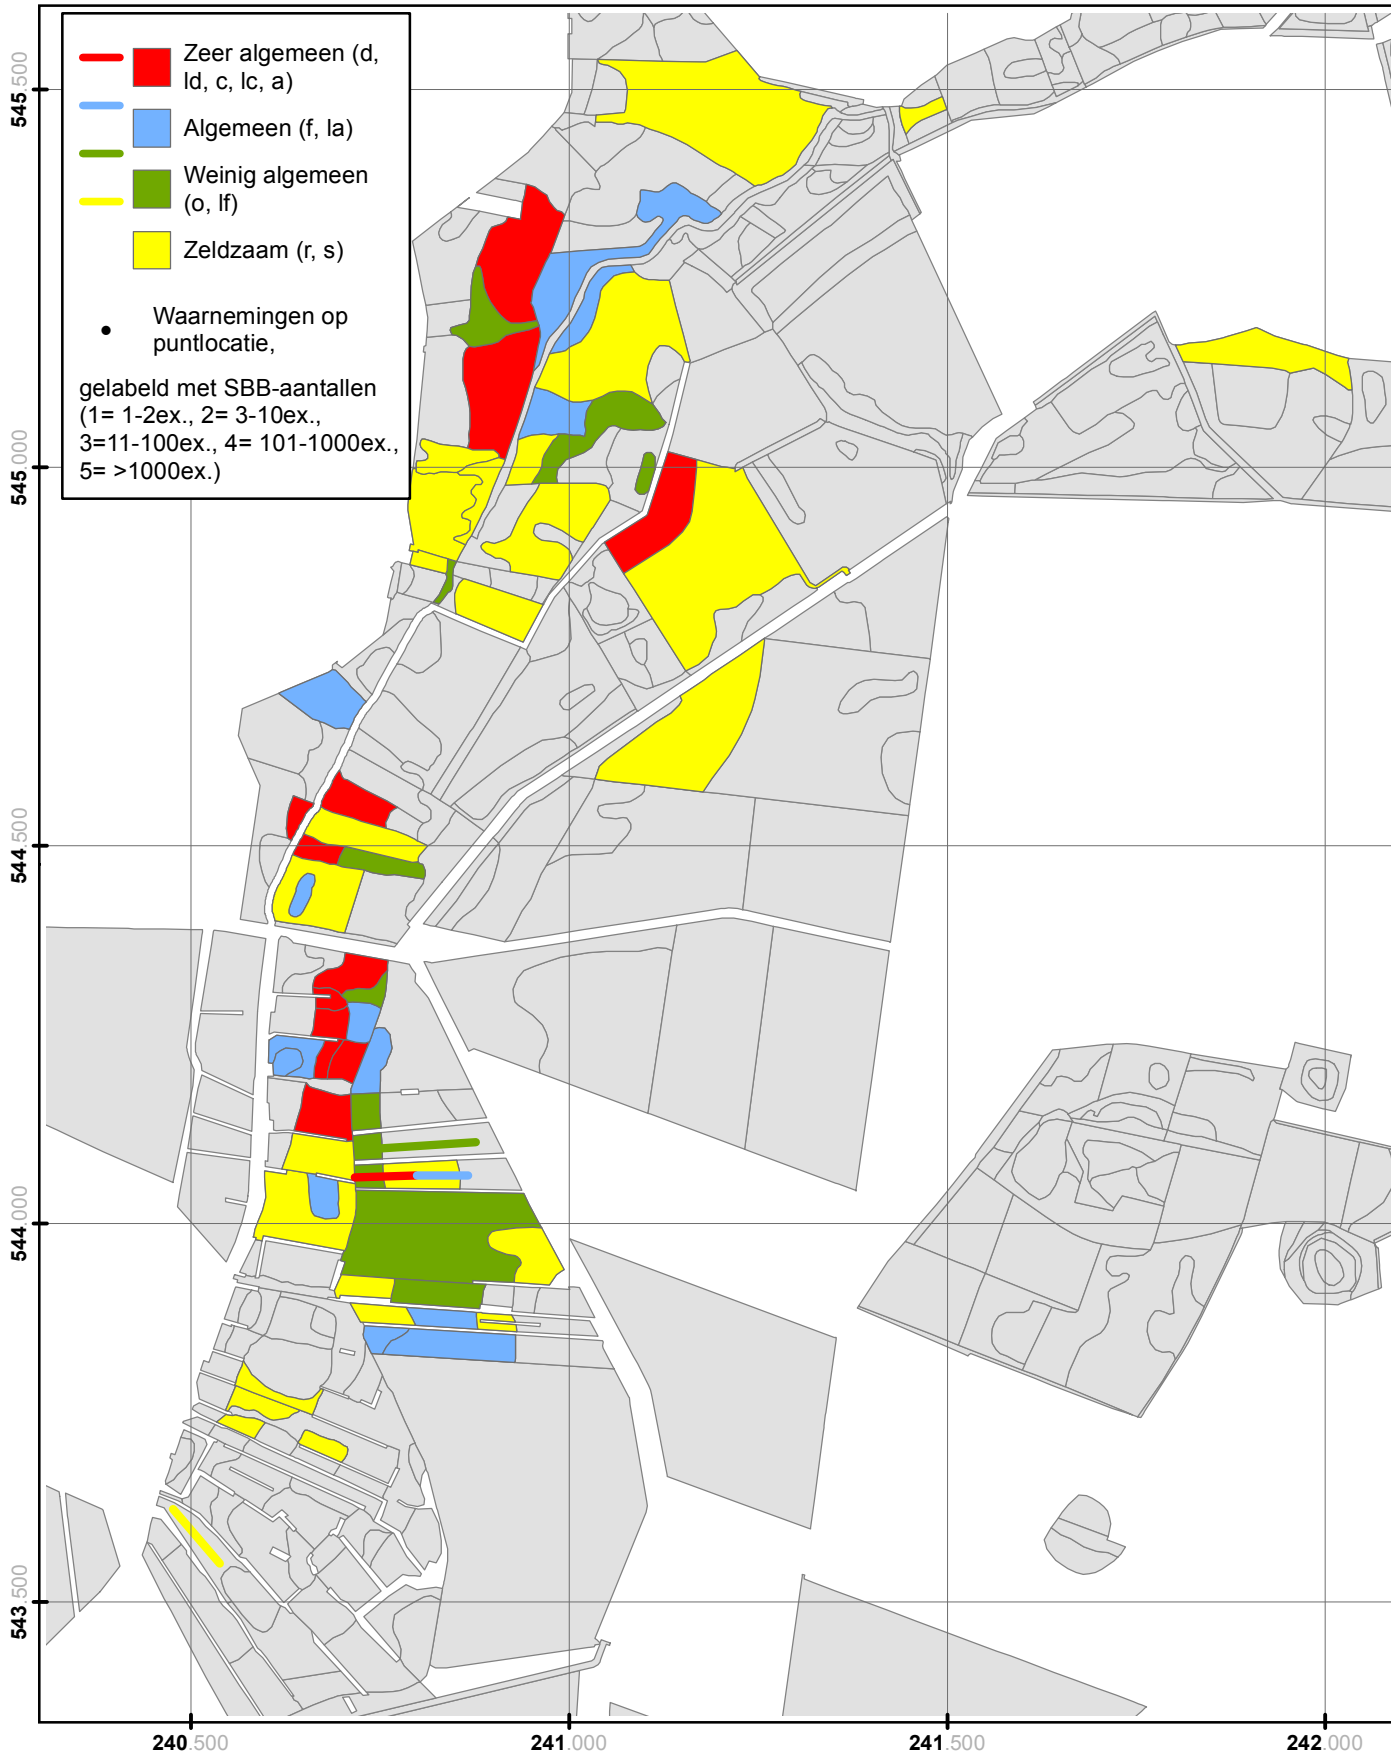 Zeer algemeen (d,
ld, c, lc, a)
Algemeen (f, la)
Weinig algemeen
(o, lf)
Zeldzaam (r, s)
Waarnemingen op
puntlocatie,
gelabeld met SBB-aantallen
(1= 1-2ex., 2= 3-10ex.,
3=11-100ex., 4= 101-1000ex.,
5= >1000ex.)
545.500
545.000
544.500
544.000
543.500
240.500
241.000
241.500
242.000